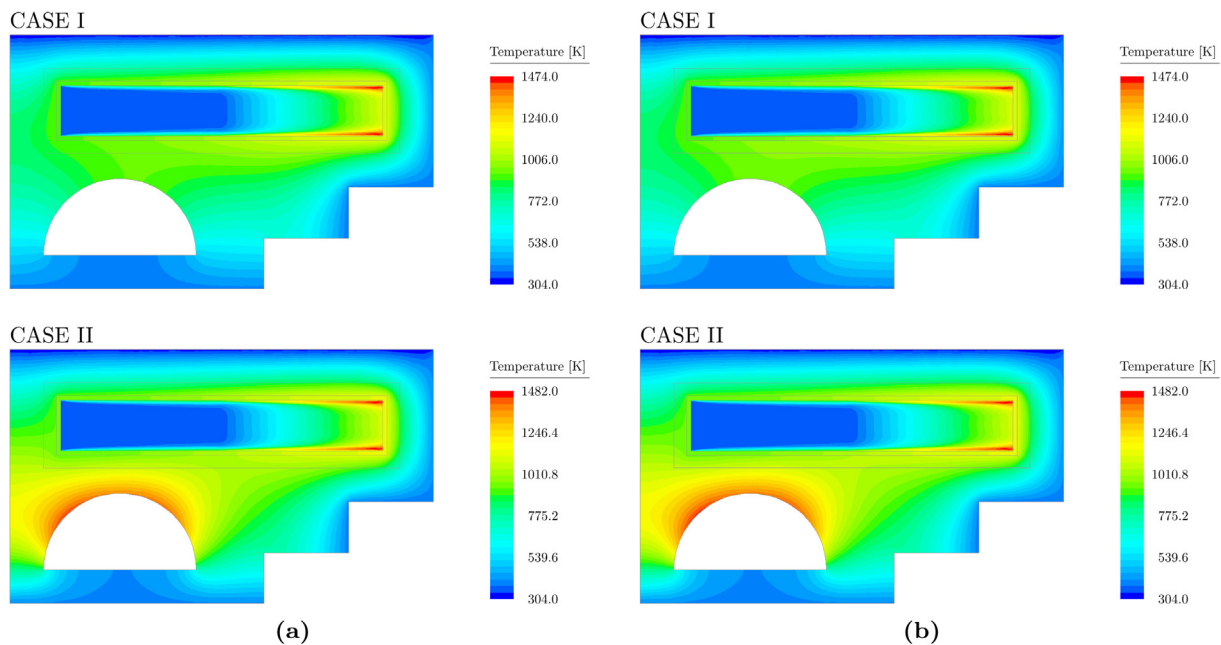 CASE I
Temperature [K]
1474.0
1240.0
1006.0
772.0
538.0
304.0
CASE I
Temperature [K]
1474.0
1240.0
1006.0
772.0
538.0
304.0
CASE II
Temperature [K]
1482.0
1246.4
1010.8
775.2
539.6
304.0
CASE II
Temperature [K]
1482.0
1246.4
1010.8
775.2
539.6
304.0
(a)
(b)